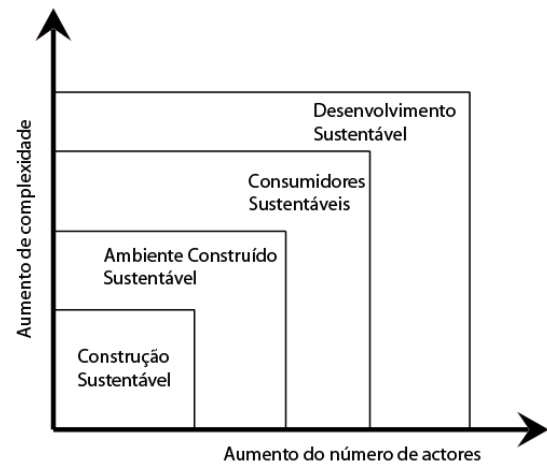 Aumento de complexidade
Desenvolvimento
Sustentável
Consumidores
Sustentáveis
Ambiente Construído
Sustentável
Construção
Sustentável
Aumento do número de actores